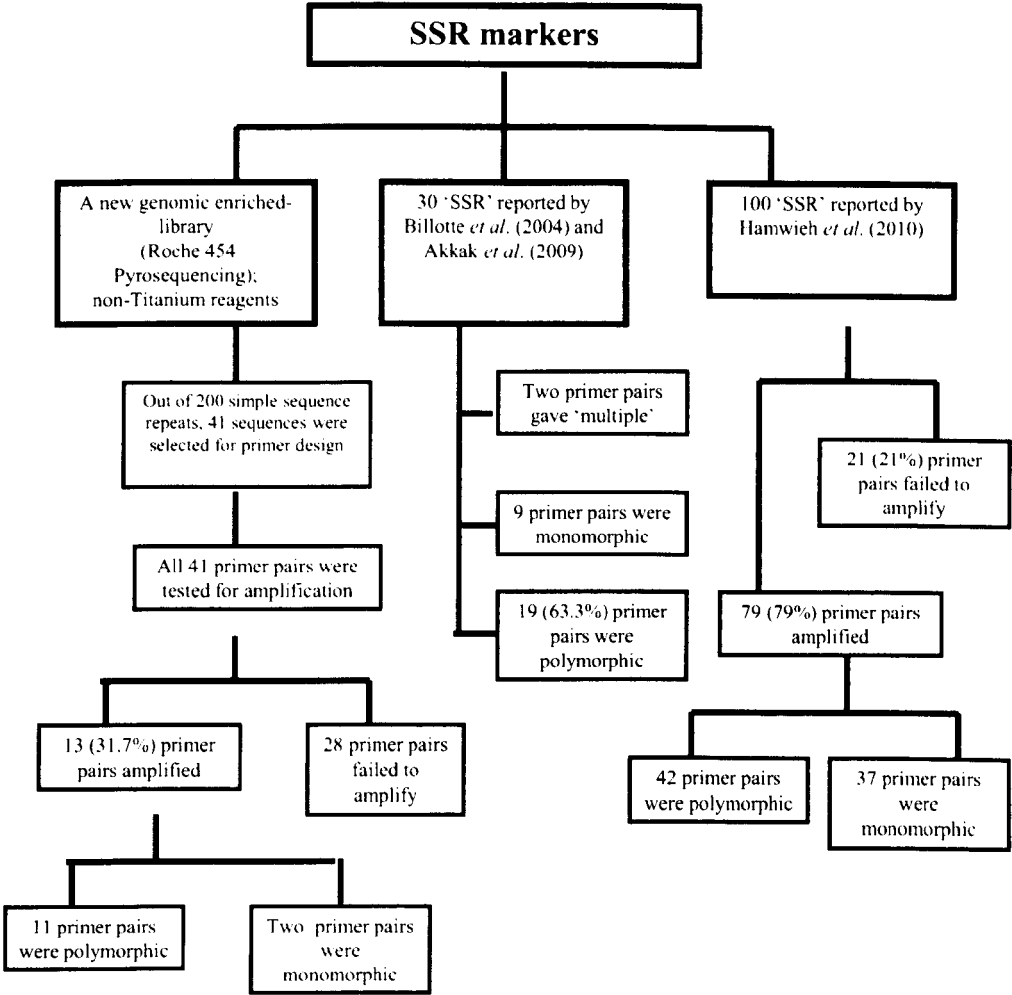 SSR markers
A new genomic enriched-
library
(Roche 454
Pyrosequencing);
non-Titanium reagents
30 ‘SSR’ reported by
Billotte et al. (2004) and
Akkak et al. (2009)
100 ‘SSR’ reported by
Hamwieh et al. (2010)
Out of 200 simple sequence
repeats, 41 sequences were
selected for primer design
Two primer pairs
gave ‘multiple’
21 (21%) primer
pairs failed to
amplify
9 primer pairs were
monomorphic
All 41 primer pairs were
tested for amplification
19 (63.3%) primer
pairs were
polymorphic
79 (79%) primer pairs
amplified
13 (31.7%) primer
pairs amplified
28 primer pairs
failed to
amplify
42 primer pairs
were polymorphic
37 primer pairs
were
monomorphic
11 primer pairs
were polymorphic
Two primer pairs
were
monomorphic